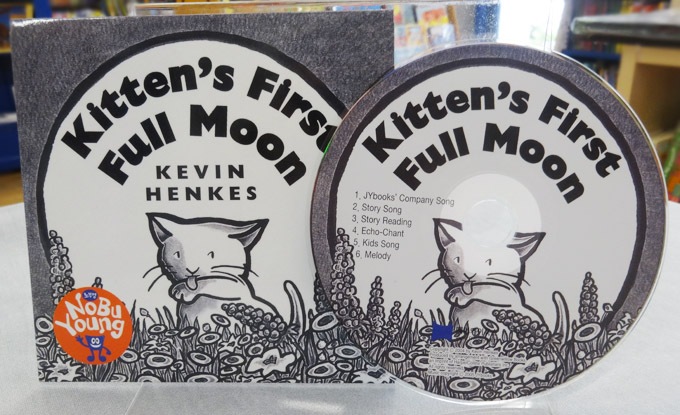 Kitten's First
Full Moon
KEVIN
HENKES
NoBu
Young
Kitten's First
Full Moon
1, JYbooks' Company Song
2, Story Song
3, Story Reading
4, Echo-Chant
5, Kids Song
6, Melody